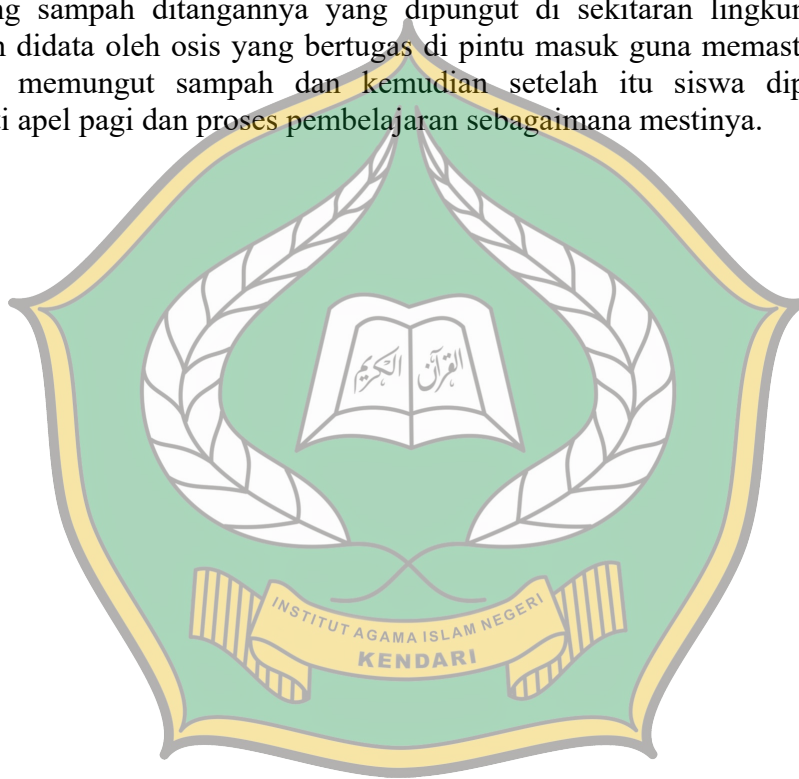 ng sampah ditangannya yang dipungut di sekitaran lingkun
n didata oleh osis yang bertugas di pintu masuk guna memast
memungut sampah dan kemudian setelah itu siswa dip
ti apel pagi dan proses pembelajaran sebagaimana mestinya.
القرآن الكريم
INSTITUT AGAMA ISLAM NEGERI
KENDARI